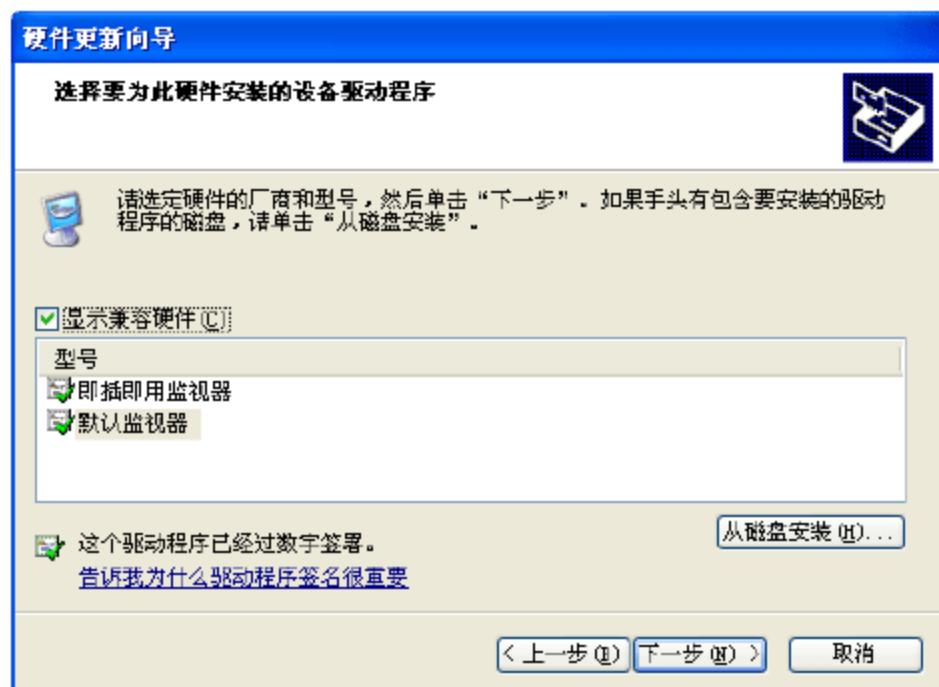 硬件更新向导
选择要为此硬件安装的设备驱动程序
请选定硬件的厂商和型号，然后单击“下一步”。如果手头有包含要安装的驱动
程序的磁盘，请单击“从磁盘安装”。
显示兼容硬件(C)
型号
即插即用监视器
默认监视器
从磁盘安装(H)...
这个驱动程序已经过数字签署。
告诉我为什么驱动程序签名很重要
< 上一步(B) 下一步(N) > 取消